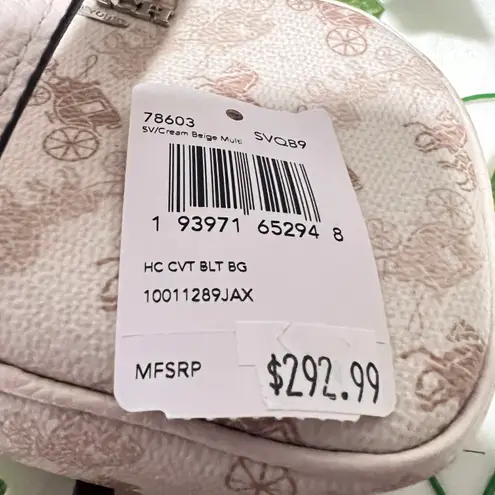 78603
SV/Cream Beige Multi SVQB9
1 93971 65294 8
HC CVT BLT BG
10011289JAX
MFSRP $292.99